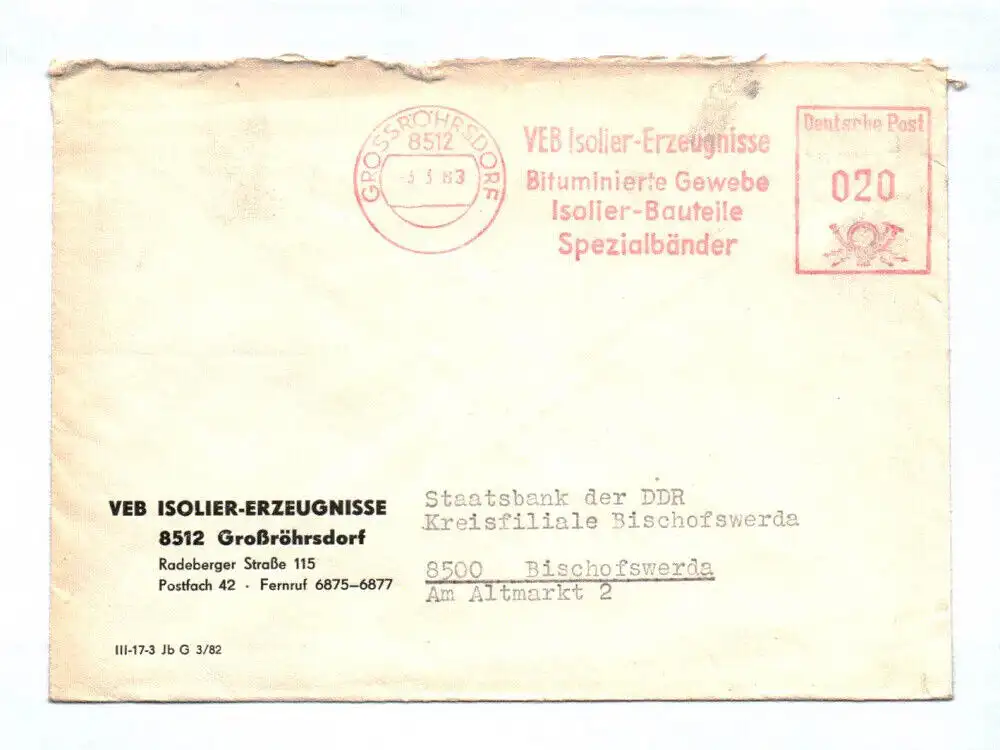 GROSSRÖHRSDORF
8512
-3.3.83
VEB Isolier-Erzeugnisse
Bituminierte Gewebe
Isolier-Bauteile
Spezialbänder
Deutsche Post
020
VEB ISOLIER-ERZEUGNISSE
8512 Großröhrsdorf
Radeberger Straße 115
Postfach 42 · Fernruf 6875–6877
III-17-3 Jb G 3/82
Staatsbank der DDR
Kreisfiliale Bischofswerda
8500 Bischofswerda
Am Altmarkt 2